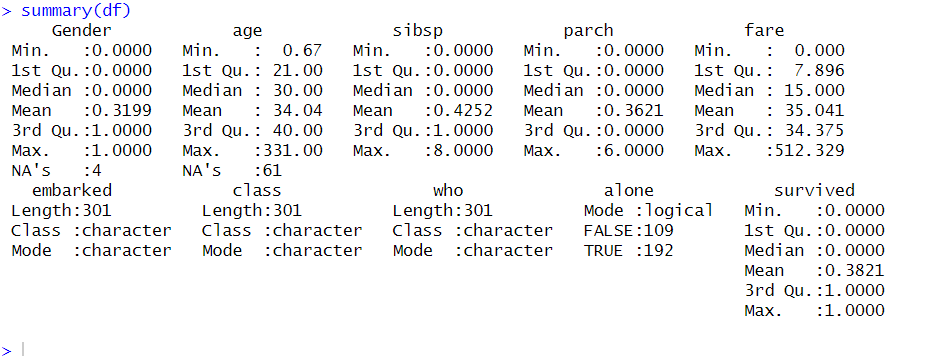 > summary(df)
     Gender            age             sibsp            parch             fare
 Min.   :0.0000   Min.   :  0.67   Min.   :0.0000   Min.   :0.0000   Min.   :  0.000
 1st Qu.:0.0000   1st Qu.: 21.00   1st Qu.:0.0000   1st Qu.:0.0000   1st Qu.:  7.896
 Median :0.0000   Median : 30.00   Median :0.0000   Median :0.0000   Median : 15.000
 Mean   :0.3199   Mean   : 34.04   Mean   :0.4252   Mean   :0.3621   Mean   : 35.041
 3rd Qu.:1.0000   3rd Qu.: 40.00   3rd Qu.:1.0000   3rd Qu.:0.0000   3rd Qu.: 34.375
 Max.   :1.0000   Max.   :331.00   Max.   :8.0000   Max.   :6.0000   Max.   :512.329
 NA's   :4        NA's   :61
   embarked            class               who              alone            survived
 Length:301         Length:301         Length:301         Mode :logical   Min.   :0.0000
 Class :character   Class :character   Class :character   FALSE:109       1st Qu.:0.0000
 Mode  :character   Mode  :character   Mode  :character   TRUE :192       Median :0.0000
                                                                          Mean   :0.3821
                                                                          3rd Qu.:1.0000
                                                                          Max.   :1.0000
>